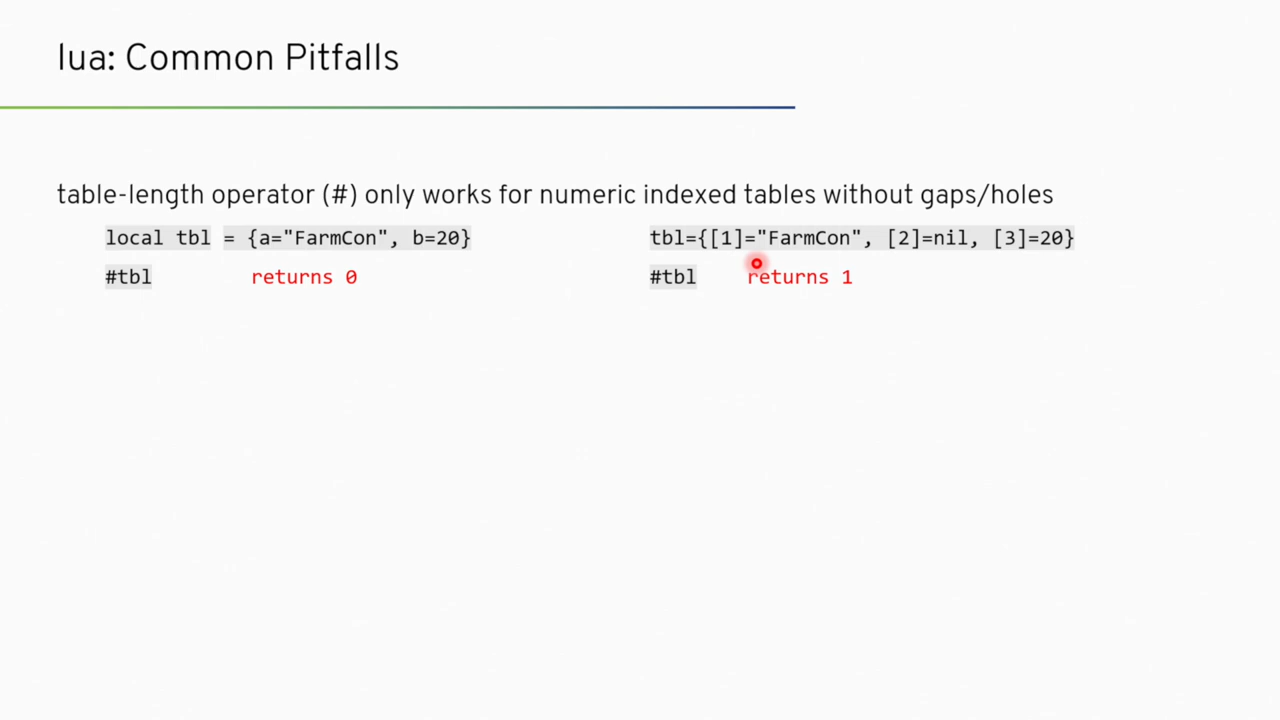 lua: Common Pitfalls
table-length operator (#) only works for numeric indexed tables without gaps/holes
local tbl = {a="FarmCon", b=20}
#tbl returns 0
tbl={[1]="FarmCon", [2]=nil, [3]=20}
#tbl returns 1